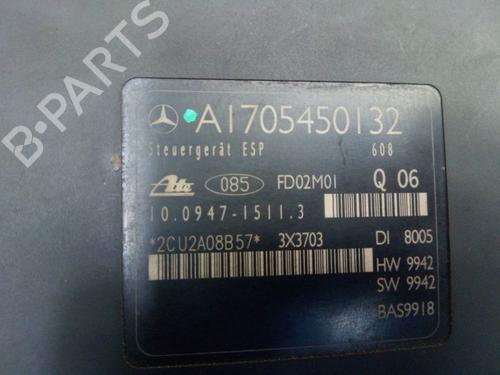 A1705450132
Steuergerät ESP 608
Ate 085 FD02M01 Q 06
10.0947-1511.3
*2CU2A08B57* 3X3703 DI 8005
HW 9942
SW 9942
BAS9918
B-PARTS